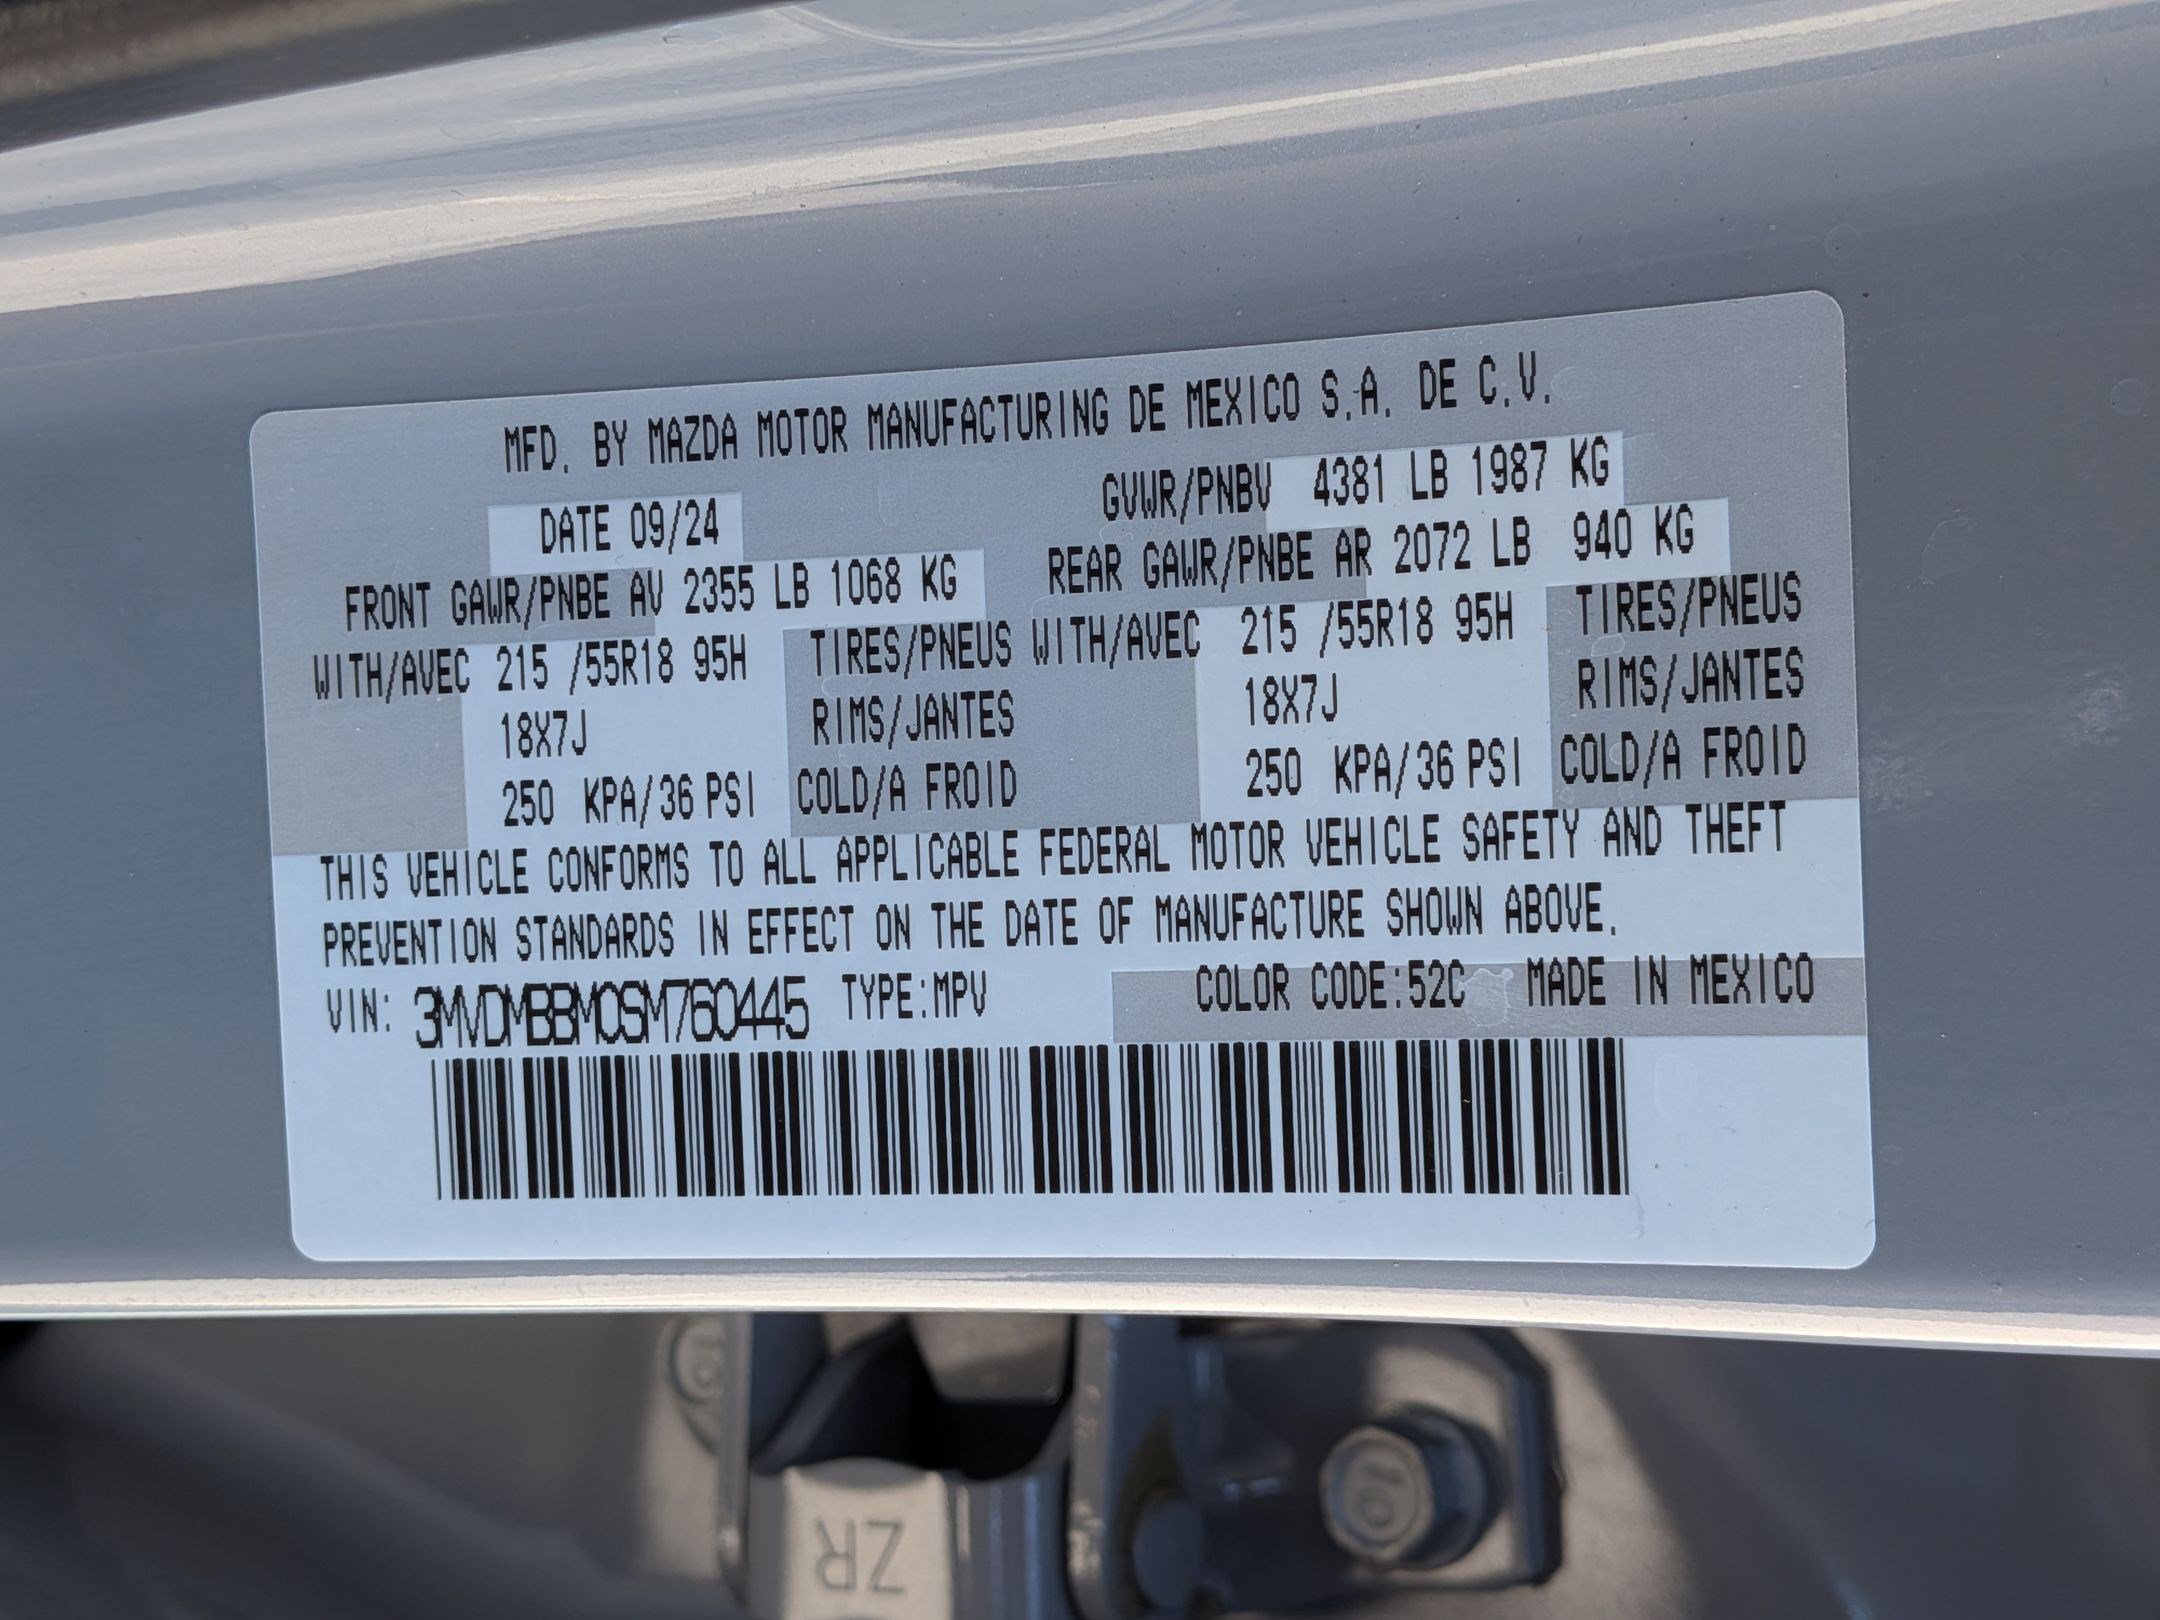 MFD. BY MAZDA MOTOR MANUFACTURING DE MEXICO S.A. DE C.V.
DATE 09/24 GVWR/PNBV 4381 LB 1987 KG
FRONT GAWR/PNBE AV 2355 LB 1068 KG REAR GAWR/PNBE AR 2072 LB 940 KG
WITH/AVEC 215 /55R18 95H TIRES/PNEUS WITH/AVEC 215 /55R18 95H TIRES/PNEUS
18X7J RIMS/JANTES 18X7J RIMS/JANTES
250 KPA/36 PSI COLD/A FROID 250 KPA/36 PSI COLD/A FROID
THIS VEHICLE CONFORMS TO ALL APPLICABLE FEDERAL MOTOR VEHICLE SAFETY AND THEFT
PREVENTION STANDARDS IN EFFECT ON THE DATE OF MANUFACTURE SHOWN ABOVE.
VIN: 3MVDMBBM0SM760445 TYPE:MPV COLOR CODE:52C MADE IN MEXICO
ZR
10